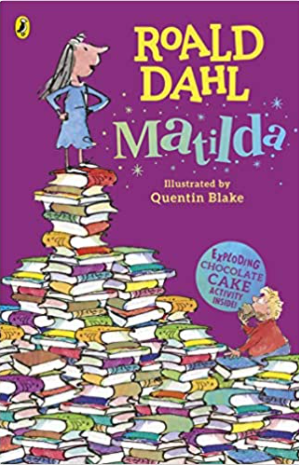 ROALD
DAHL
Matilda
Illustrated by
Quentin Blake
EXPLODING
CHOCOLATE
CAKE
ACTIVITY
INSIDE!